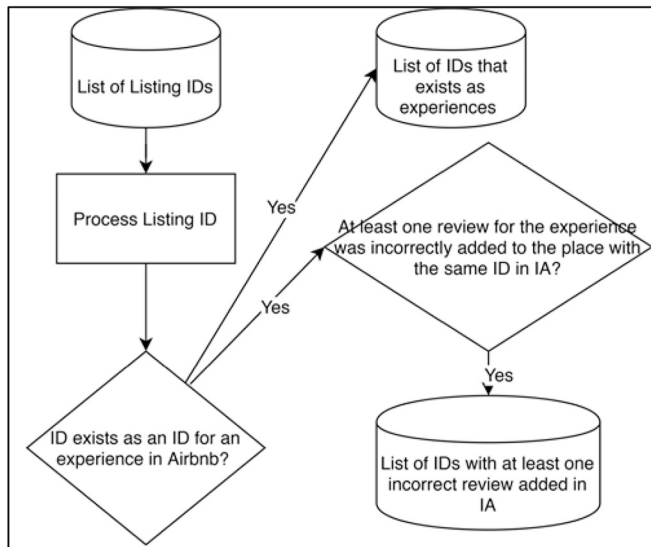 List of Listing IDs
List of IDs that
exists as
experiences
Process Listing ID
Yes
At least one review for the experience
was incorrectly added to the place with
the same ID in IA?
Yes
ID exists as an ID for an
experience in Airbnb?
Yes
List of IDs with at least one
incorrect review added in
IA